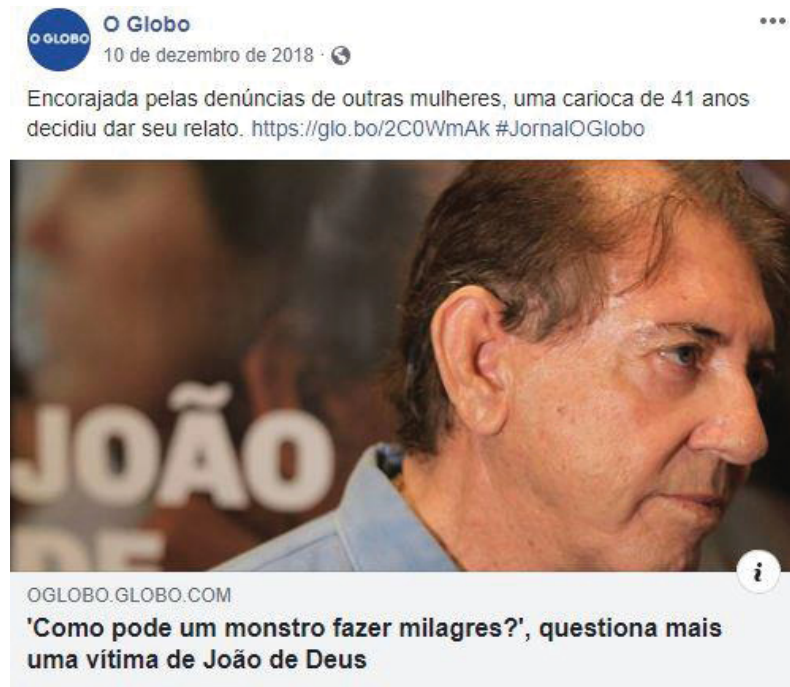 O GLOBO
O Globo
10 de dezembro de 2018 ·
Encorajada pelas denúncias de outras mulheres, uma carioca de 41 anos
decidiu dar seu relato. https://glo.bo/2C0WmAk #JornalOGlobo
JOÃO
DE
i
OGLOBO.GLOBO.COM
'Como pode um monstro fazer milagres?', questiona mais
uma vítima de João de Deus